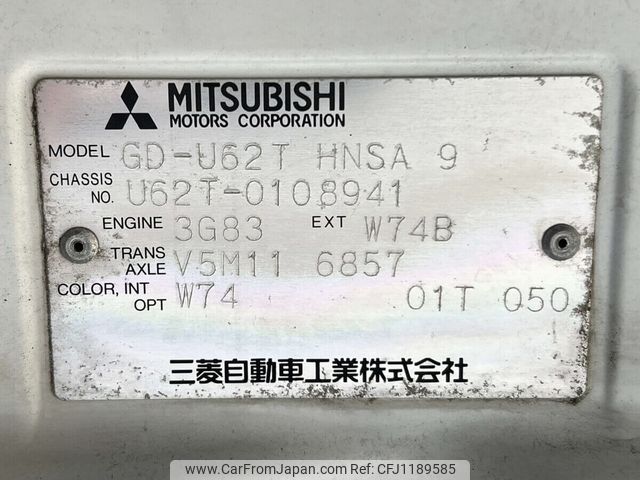 MITSUBISHI
MOTORS CORPORATION
MODEL GD-U62T HNSA 9
CHASSIS NO. U62T-0108941
ENGINE 3G83 EXT W74B
TRANS AXLE V5M11 6857
COLOR, INT OPT W74 01T 050
三菱自動車工業株式会社
www.CarFromJapan.com | ReferenceNo. CFJ1189585